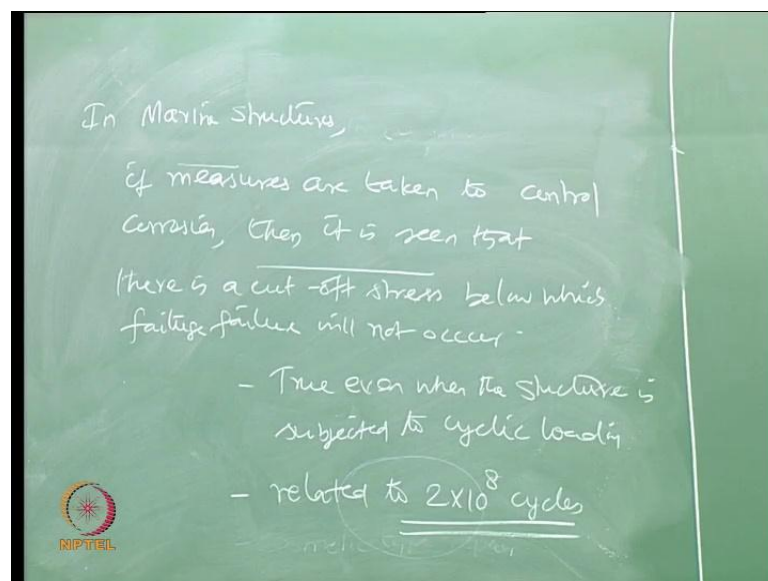 In Marine structures,
if measures are taken to control
corrosion, then it is seen that
there is a cut-off stress below which
fatigue failure will not occur.
- True even when the structure is
subjected to cyclic loading
- related to 2X10⁸ cycles
NPTEL